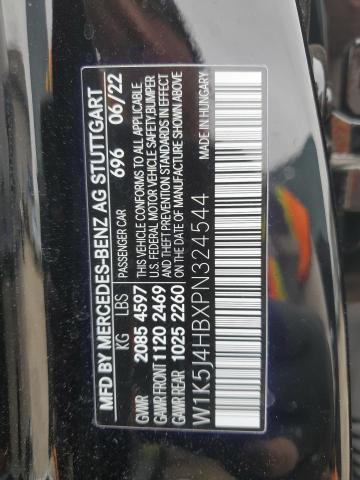 MFD BY MERCEDES-BENZ AG STUTTGART
PASSENGER CAR 696 06/22
KG LBS
GVWR 2085 4597
GAWR FRONT 1120 2469
GAWR REAR 1025 2260
THIS VEHICLE CONFORMS TO ALL APPLICABLE
U.S. FEDERAL MOTOR VEHICLE SAFETY, BUMPER
AND THEFT PREVENTION STANDARDS IN EFFECT
ON THE DATE OF MANUFACTURE SHOWN ABOVE
W1K5J4HBXPN324544
MADE IN HUNGARY